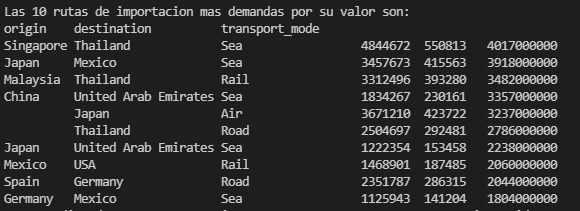 Las 10 rutas de importacion mas demandas por su valor son:
origin destination transport_mode
Singapore Thailand Sea 4844672 550813 4017000000
Japan Mexico Sea 3457673 415563 3918000000
Malaysia Thailand Rail 3312496 393280 3482000000
China United Arab Emirates Sea 1834267 230161 3357000000
Japan Air 3671210 423722 3237000000
Thailand Road 2504697 292481 2786000000
Japan United Arab Emirates Sea 1222354 153458 2238000000
Mexico USA Rail 1468901 187485 2060000000
Spain Germany Road 2351787 286315 2044000000
Germany Mexico Sea 1125943 141204 1804000000